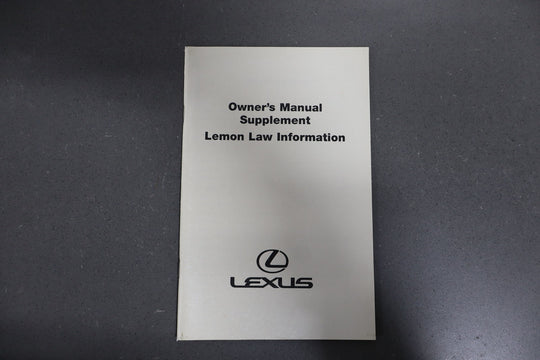 Owner's Manual
Supplement
Lemon Law Information
LEXUS